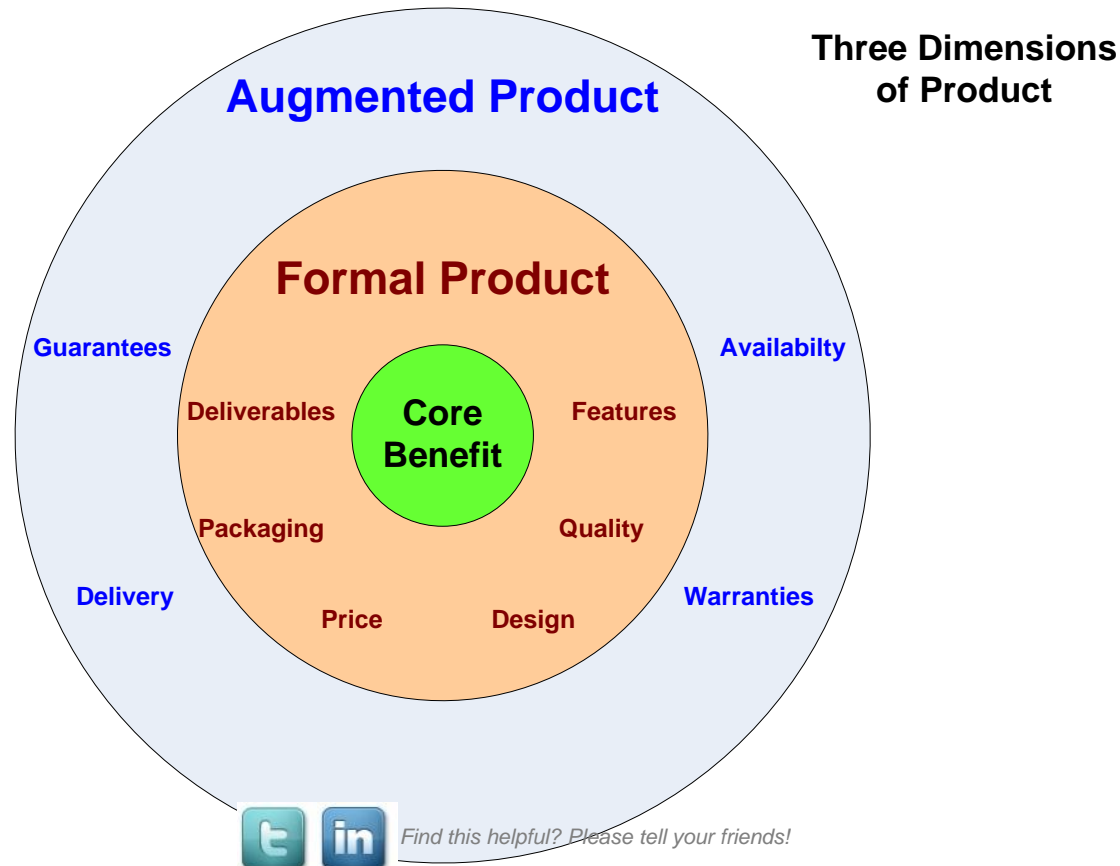 Three Dimensions
of Product
Augmented Product
Formal Product
Guarantees
Availabilty
Deliverables
Core
Benefit
Features
Packaging
Quality
Delivery
Warranties
Price
Design
t
in
Find this helpful? Please tell your friends!